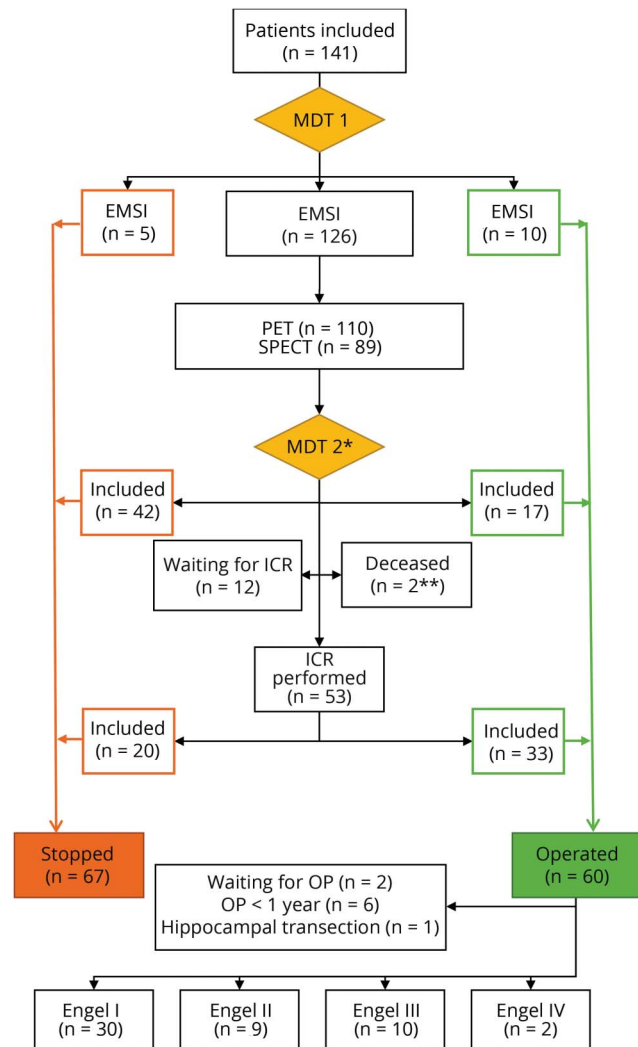 Patients included
(n = 141)
MDT 1
EMSI
(n = 5)
EMSI
(n = 126)
EMSI
(n = 10)
PET (n = 110)
SPECT (n = 89)
MDT 2*
Included
(n = 42)
Included
(n = 17)
Waiting for ICR
(n = 12)
Deceased
(n = 2**)
ICR
performed
(n = 53)
Included
(n = 20)
Included
(n = 33)
Stopped
(n = 67)
Operated
(n = 60)
Waiting for OP (n = 2)
OP < 1 year (n = 6)
Hippocampal transection (n = 1)
Engel I
(n = 30)
Engel II
(n = 9)
Engel III
(n = 10)
Engel IV
(n = 2)